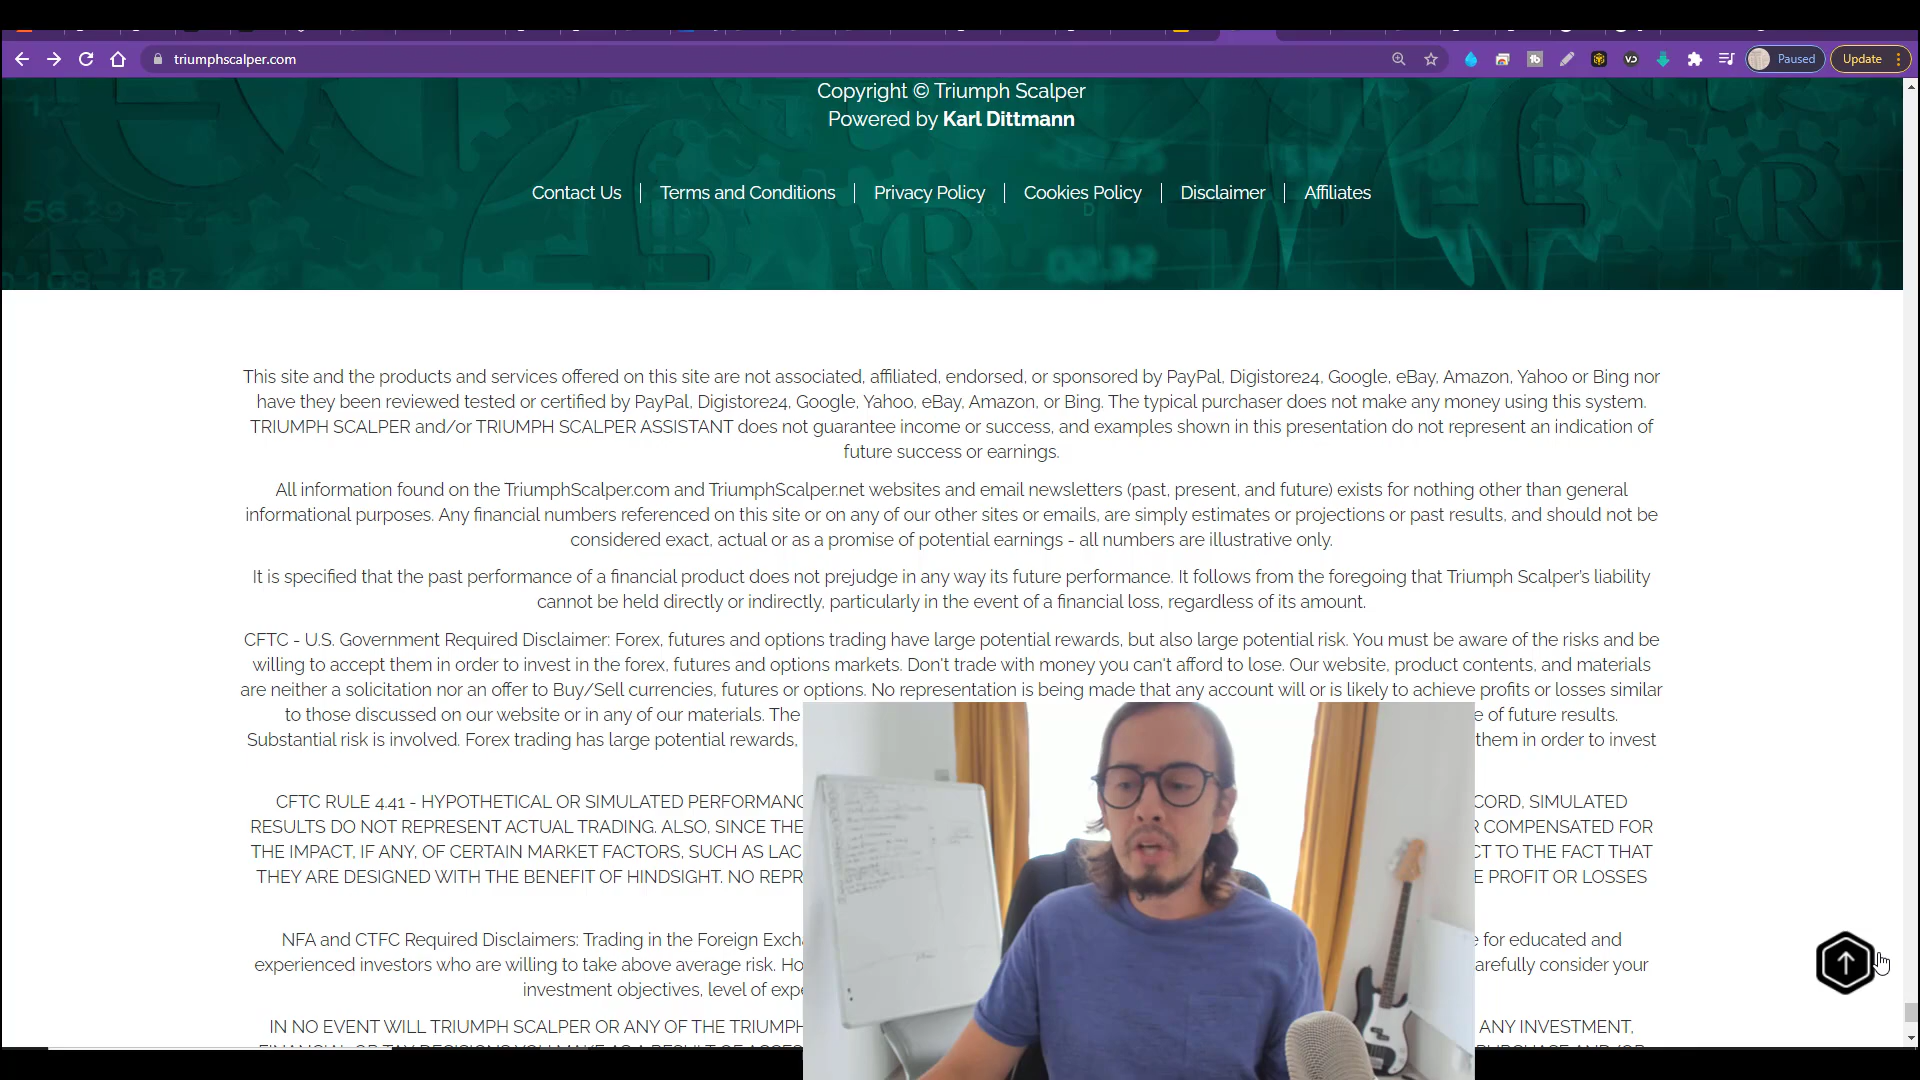 triumphscalper.com
Paused
Update
Copyright © Triumph Scalper
Powered by Karl Dittmann
Contact Us
Terms and Conditions
Privacy Policy
Cookies Policy
Disclaimer
Affiliates
This site and the products and services offered on this site are not associated, affiliated, endorsed, or sponsored by PayPal, Digistore24, Google, eBay, Amazon, Yahoo or Bing nor
have they been reviewed tested or certified by PayPal, Digistore24, Google, Yahoo, eBay, Amazon, or Bing. The typical purchaser does not make any money using this system.
TRIUMPH SCALPER and/or TRIUMPH SCALPER ASSISTANT does not guarantee income or success, and examples shown in this presentation do not represent an indication of
future success or earnings.
All information found on the TriumphScalper.com and TriumphScalper.net websites and email newsletters (past, present, and future) exists for nothing other than general
informational purposes. Any financial numbers referenced on this site or on any of our other sites or emails, are simply estimates or projections or past results, and should not be
considered exact, actual or as a promise of potential earnings - all numbers are illustrative only.
It is specified that the past performance of a financial product does not prejudge in any way its future performance. It follows from the foregoing that Triumph Scalper's liability
cannot be held directly or indirectly, particularly in the event of a financial loss, regardless of its amount.
CFTC - U.S. Government Required Disclaimer: Forex, futures and options trading have large potential rewards, but also large potential risk. You must be aware of the risks and be
willing to accept them in order to invest in the forex, futures and options markets. Don't trade with money you can't afford to lose. Our website, product contents, and materials
are neither a solicitation nor an offer to Buy/Sell currencies, futures or options. No representation is being made that any account will or is likely to achieve profits or losses similar
to those discussed on our website or in any of our materials. The e of future results.
Substantial risk is involved. Forex trading has large potential rewards, them in order to invest
CFTC RULE 4.41 - HYPOTHETICAL OR SIMULATED PERFORMANC CORD, SIMULATED
RESULTS DO NOT REPRESENT ACTUAL TRADING. ALSO, SINCE THE R COMPENSATED FOR
THE IMPACT, IF ANY, OF CERTAIN MARKET FACTORS, SUCH AS LAC CT TO THE FACT THAT
THEY ARE DESIGNED WITH THE BENEFIT OF HINDSIGHT. NO REPR E PROFIT OR LOSSES
NFA and CTFC Required Disclaimers: Trading in the Foreign Excha e for educated and
experienced investors who are willing to take above average risk. Ho arefully consider your
investment objectives, level of expe
IN NO EVENT WILL TRIUMPH SCALPER OR ANY OF THE TRIUMPH ANY INVESTMENT,